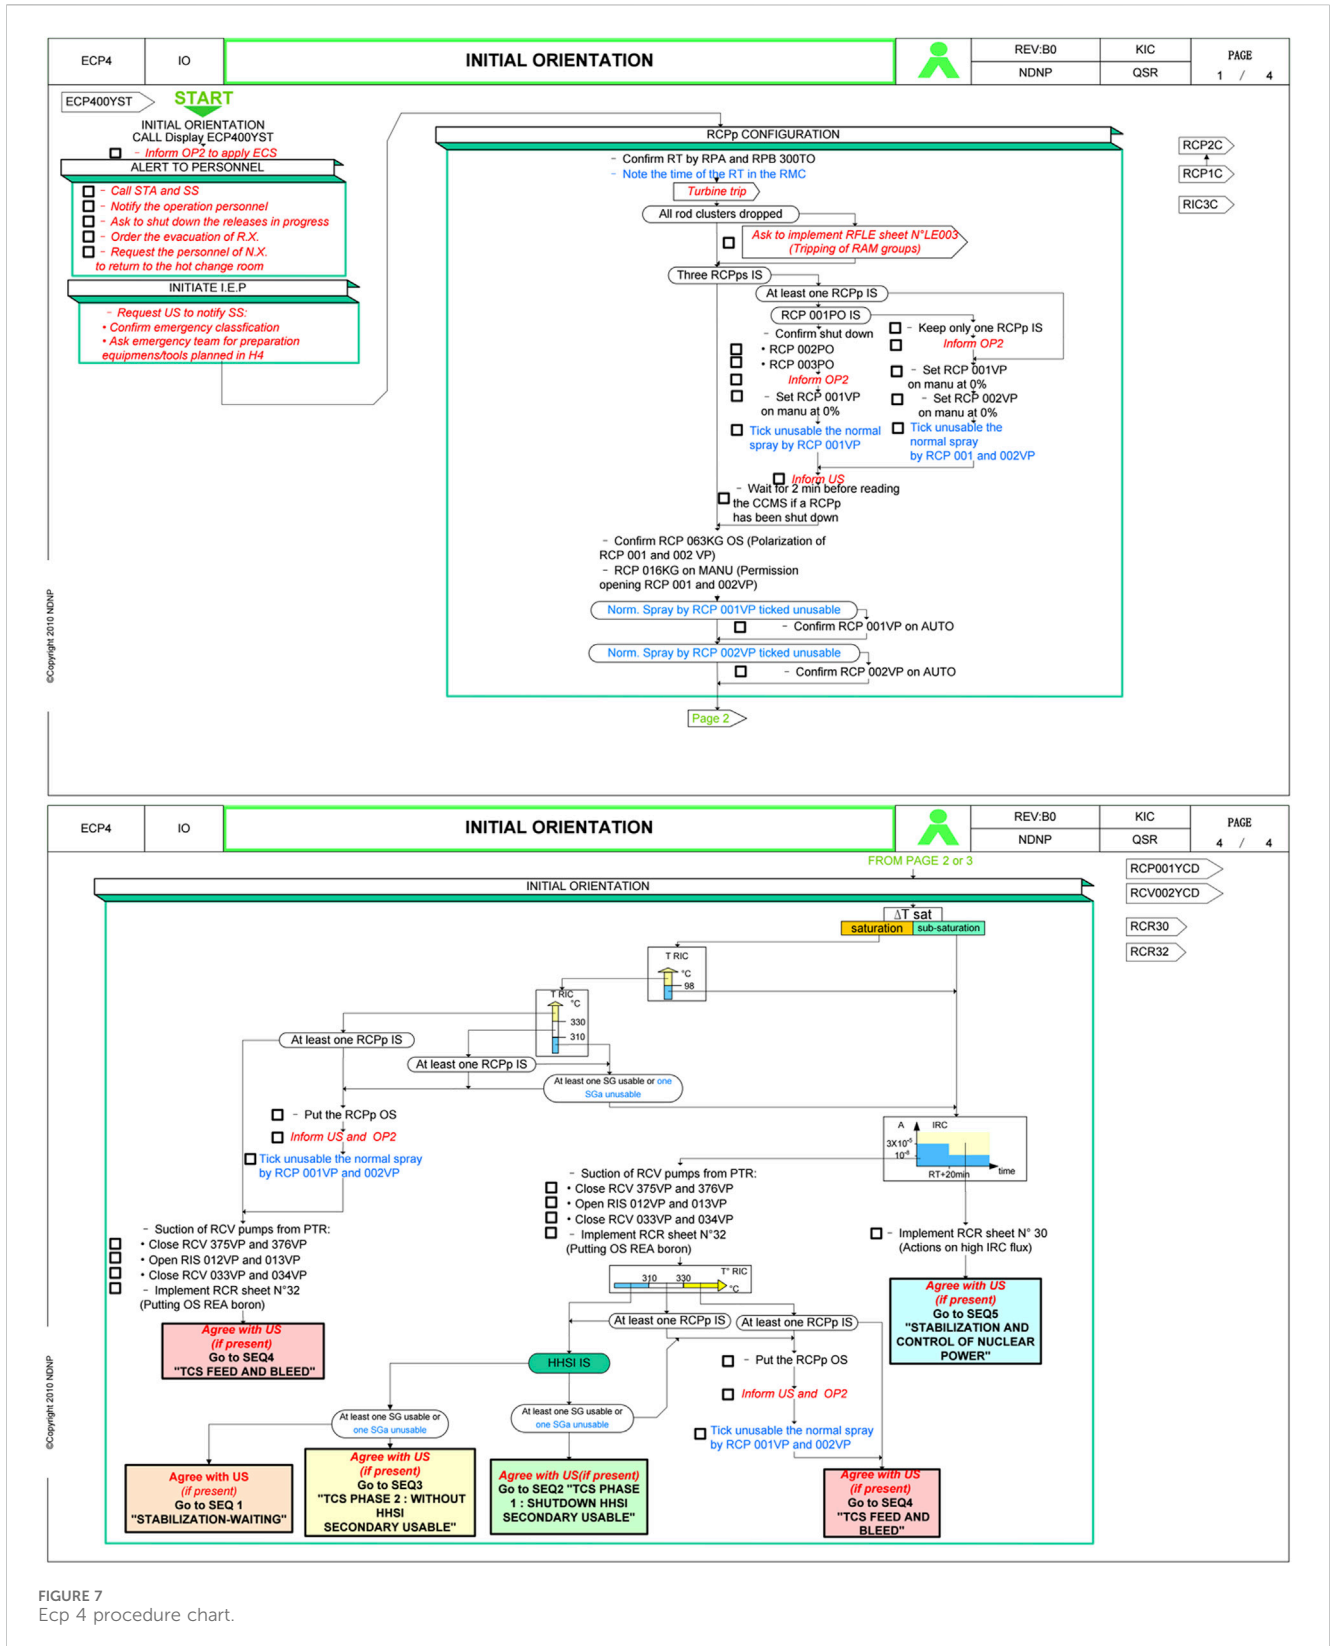 ECP4
IO
INITIAL ORIENTATION
REV:B0
KIC
NDNP
QSR
PAGE
1 / 4
ECP400YST
START
INITIAL ORIENTATION
CALL Display ECP400YST
- Inform OP2 to apply ECS
ALERT TO PERSONNEL
- Call STA and SS
- Notify the operation personnel
- Ask to shut down the releases in progress
- Order the evacuation of R.X.
- Request the personnel of N.X.
to return to the hot change room
INITIATE I.E.P
- Request US to notify SS:
• Confirm emergency classfication
• Ask emergency team for preparation
equipmens/tools planned in H4
RCPp CONFIGURATION
- Confirm RT by RPA and RPB 300TO
- Note the time of the RT in the RMC
Turbine trip
All rod clusters dropped
Ask to implement RFLE sheet N°LE003
(Tripping of RAM groups)
Three RCPps IS
At least one RCPp IS
RCP 001PO IS
- Confirm shut down
• RCP 002PO
• RCP 003PO
Inform OP2
- Set RCP 001VP
on manu at 0%
Tick unusable the normal
spray by RCP 001VP
- Keep only one RCPp IS
Inform OP2
- Set RCP 001VP
on manu at 0%
- Set RCP 002VP
on manu at 0%
Tick unusable the
normal spray
by RCP 001 and 002VP
Inform US
- Wait for 2 min before reading
the CCMS if a RCPp
has been shut down
- Confirm RCP 063KG OS (Polarization of
RCP 001 and 002 VP)
- RCP 016KG on MANU (Permission
opening RCP 001 and 002VP)
Norm. Spray by RCP 001VP ticked unusable
- Confirm RCP 001VP on AUTO
Norm. Spray by RCP 002VP ticked unusable
- Confirm RCP 002VP on AUTO
Page 2
RCP2C
RCP1C
RIC3C
©Copyright 2010 NDNP
ECP4
IO
INITIAL ORIENTATION
REV:B0
KIC
NDNP
QSR
PAGE
4 / 4
FROM PAGE 2 or 3
RCP001YCD
RCV002YCD
RCR30
RCR32
INITIAL ORIENTATION
ΔT sat
saturation
sub-saturation
T RIC
°C
98
T RIC
°C
330
310
At least one RCPp IS
At least one RCPp IS
At least one SG usable or one
SGa unusable
- Put the RCPp OS
Inform US and OP2
Tick unusable the normal spray
by RCP 001VP and 002VP
- Suction of RCV pumps from PTR:
• Close RCV 375VP and 376VP
• Open RIS 012VP and 013VP
• Close RCV 033VP and 034VP
- Implement RCR sheet N°32
(Putting OS REA boron)
Agree with US
(if present)
Go to SEQ4
"TCS FEED AND BLEED"
A
IRC
3X10⁻⁵
10⁻⁶
RT+20min
time
- Suction of RCV pumps from PTR:
• Close RCV 375VP and 376VP
• Open RIS 012VP and 013VP
• Close RCV 033VP and 034VP
- Implement RCR sheet N°32
(Putting OS REA boron)
- Implement RCR sheet N° 30
(Actions on high IRC flux)
Agree with US
(if present)
Go to SEQ5
"STABILIZATION AND
CONTROL OF NUCLEAR
POWER"
310
330
T° RIC
°C
At least one RCPp IS
At least one RCPp IS
HHSI IS
- Put the RCPp OS
Inform US and OP2
Tick unusable the normal spray
by RCP 001VP and 002VP
At least one SG usable or
one SGa unusable
At least one SG usable or
one SGa unusable
Agree with US
(if present)
Go to SEQ 1
"STABILIZATION-WAITING"
Agree with US
(if present)
Go to SEQ3
"TCS PHASE 2 : WITHOUT
HHSI
SECONDARY USABLE"
Agree with US(if present)
Go to SEQ2 "TCS PHASE
1 : SHUTDOWN HHSI
SECONDARY USABLE"
Agree with US
(if present)
Go to SEQ4
"TCS FEED AND
BLEED"
©Copyright 2010 NDNP
FIGURE 7
Ecp 4 procedure chart.